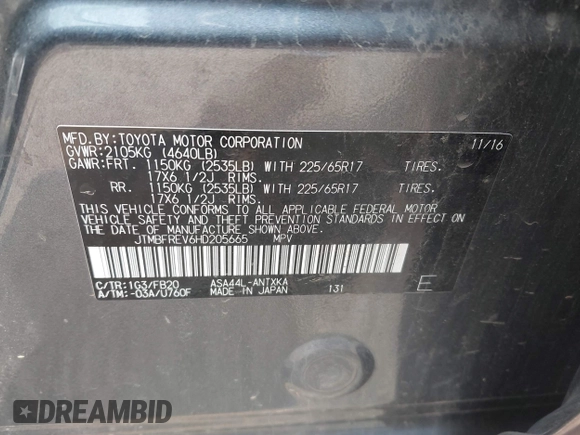 MFD.BY:TOYOTA MOTOR CORPORATION 11/16
GVWR:2105KG (4640LB)
GAWR:FRT. 1150KG (2535LB) WITH 225/65R17 TIRES.
17X6 1/2J RIMS.
RR. 1150KG (2535LB) WITH 225/65R17 TIRES.
17X6 1/2J RIMS.
THIS VEHICLE CONFORMS TO ALL APPLICABLE FEDERAL MOTOR
VEHICLE SAFETY AND THEFT PREVENTION STANDARDS IN EFFECT ON
THE DATE OF MANUFACTURE SHOWN ABOVE.
JTMBFREV6HD205665 MPV
C/TR:1G3/FB20 ASA44L-ANTXKA
A/TM:-03A/U760F MADE IN JAPAN 131 E
DREAMBID